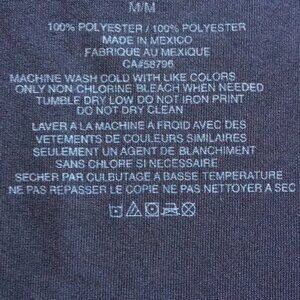 M/M
100% POLYESTER / 100% POLYESTER
MADE IN MEXICO
FABRIQUE AU MEXIQUE
CA#58796
MACHINE WASH COLD WITH LIKE COLORS
ONLY NON-CHLORINE BLEACH WHEN NEEDED
TUMBLE DRY LOW DO NOT IRON PRINT
DO NOT DRY CLEAN
LAVER A LA MACHINE A FROID AVEC DES
VETEMENTS DE COULEURS SIMILAIRES
SEULEMENT UN AGENT DE BLANCHIMENT
SANS CHLORE SI NECESSAIRE
SECHER PAR CULBUTAGE A BASSE TEMPERATURE
NE PAS REPASSER LE COPIE NE PAS NETTOYER A SEC